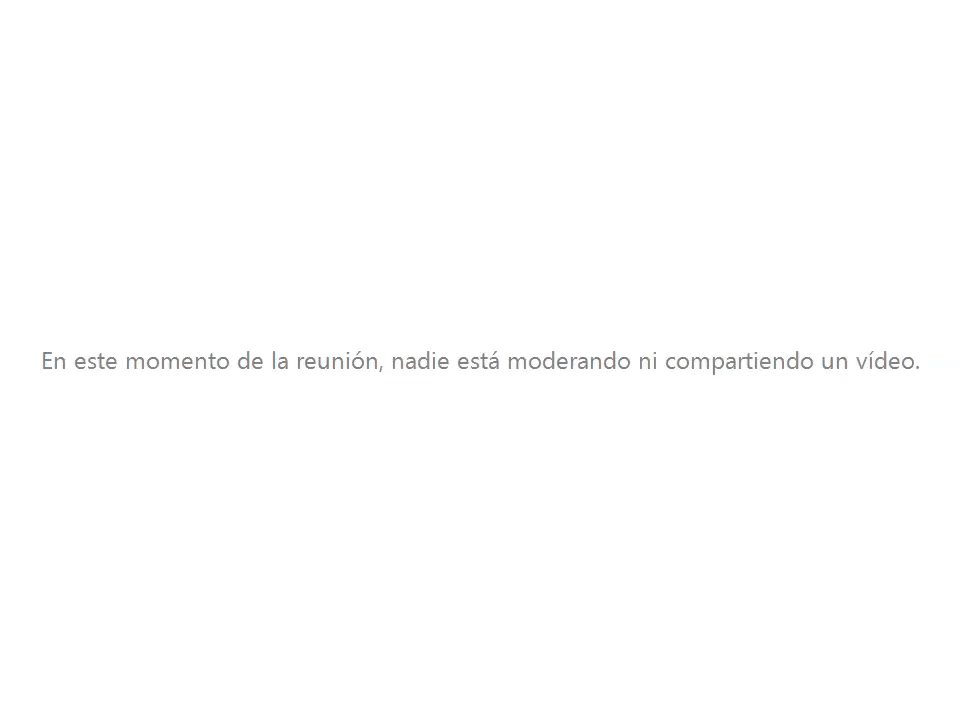 En este momento de la reunión, nadie está moderando ni compartiendo un vídeo.